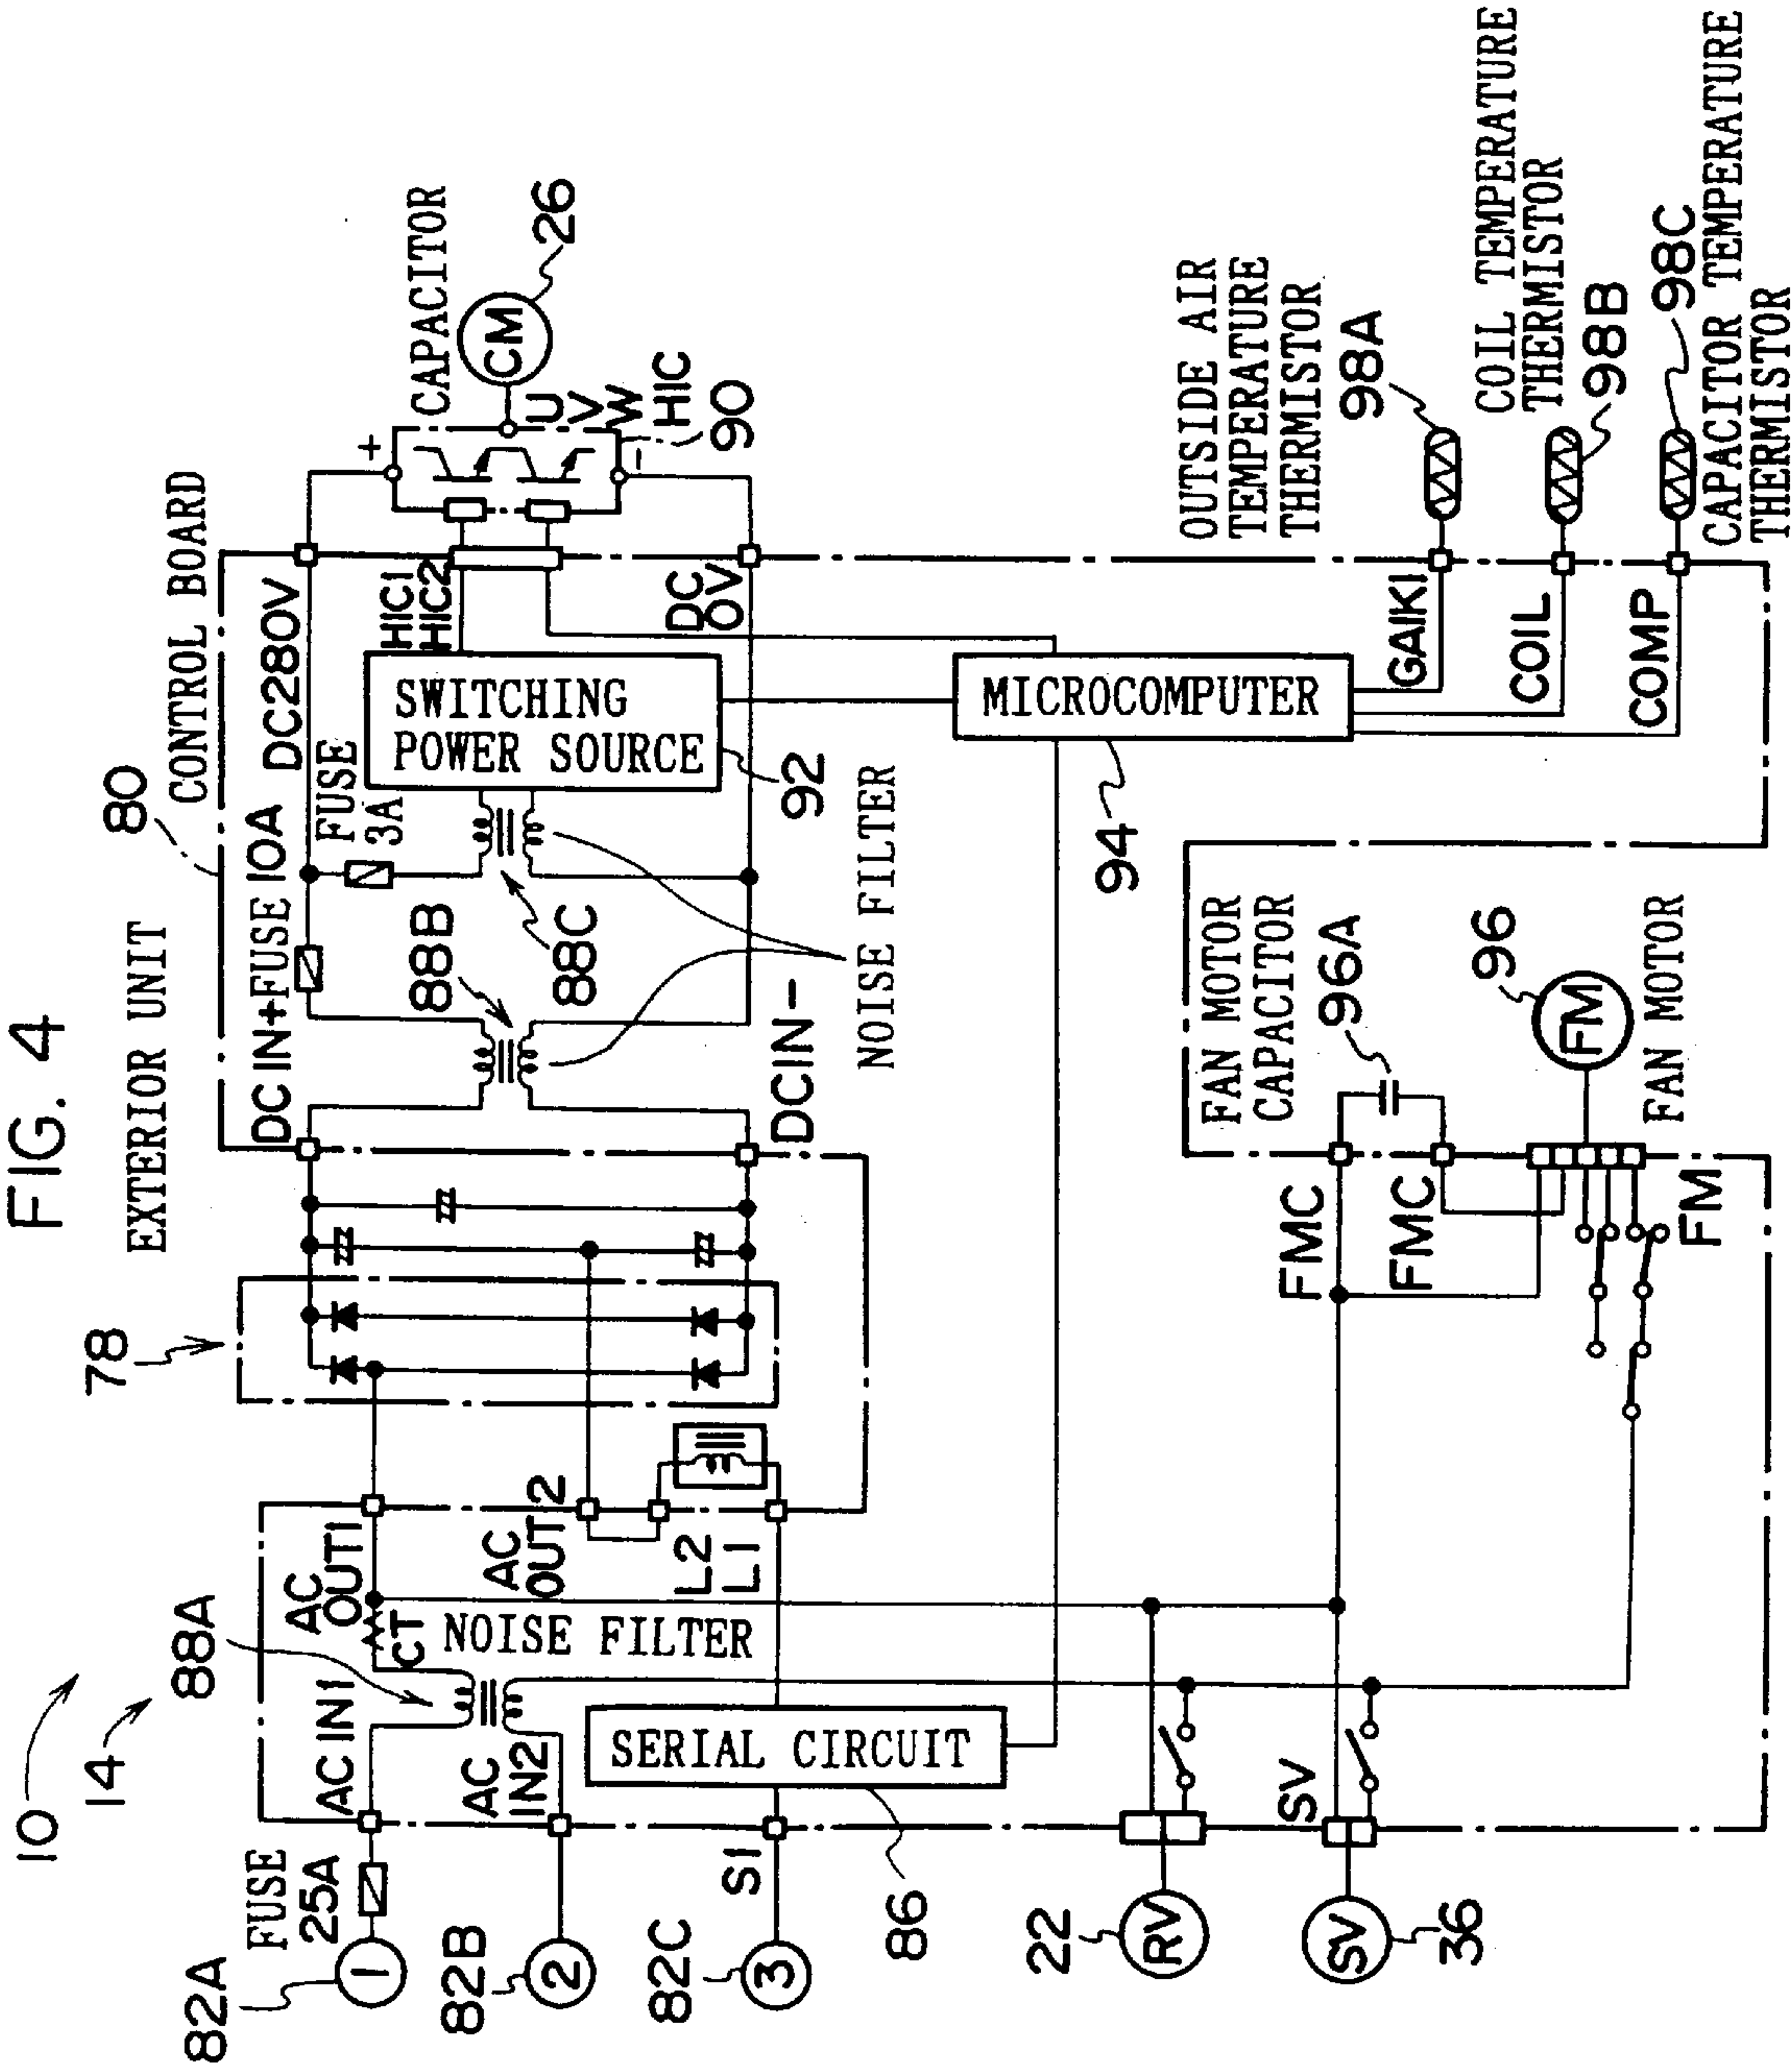 FIG. 4
10
14
EXTERIOR UNIT
80
CONTROL BOARD
78
88A
82A
FUSE
25A
1
AC IN1
CT
AC
OUT1
NOISE FILTER
82B
2
AC
IN2
AC
OUT2
L2
L1
82C
3
S1
SERIAL CIRCUIT
86
DC IN+
FUSE 10A
DC280V
FUSE
3A
88B
88C
DCIN-
NOISE FILTER
SWITCHING
POWER SOURCE
92
HIC1
HIC2
DC
0V
+
-
CAPACITOR
CM
26
U
V
W
HIC
90
MICROCOMPUTER
94
OUTSIDE AIR
TEMPERATURE
THERMISTOR
98A
GAIKI
COIL TEMPERATURE
THERMISTOR
98B
COIL
98C
CAPACITOR TEMPERATURE
THERMISTOR
COMP
22
RV
SV
SV
36
FMC
FMC
FM
FAN MOTOR
CAPACITOR
96A
96
FM
FAN MOTOR